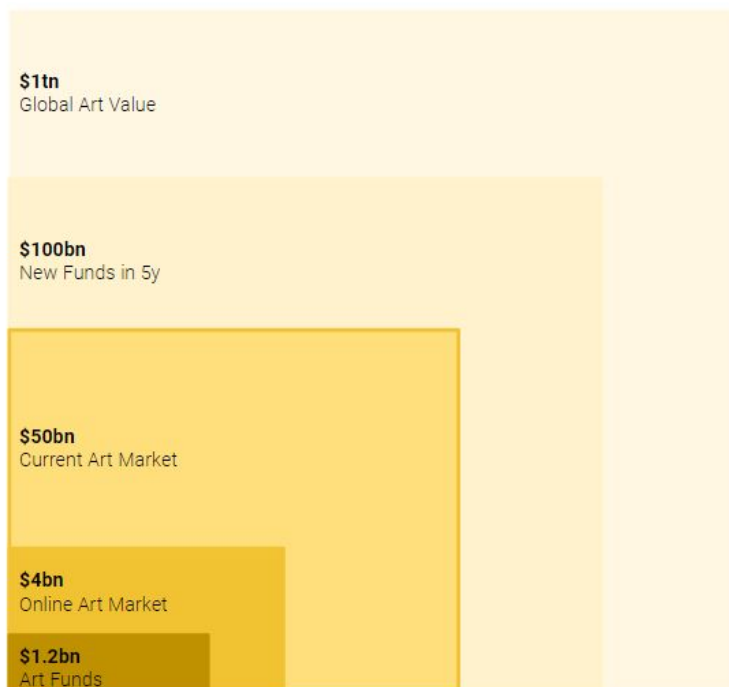 $1tn
Global Art Value
$100bn
New Funds in 5y
$50bn
Current Art Market
$4bn
Online Art Market
$1.2bn
Art Funds